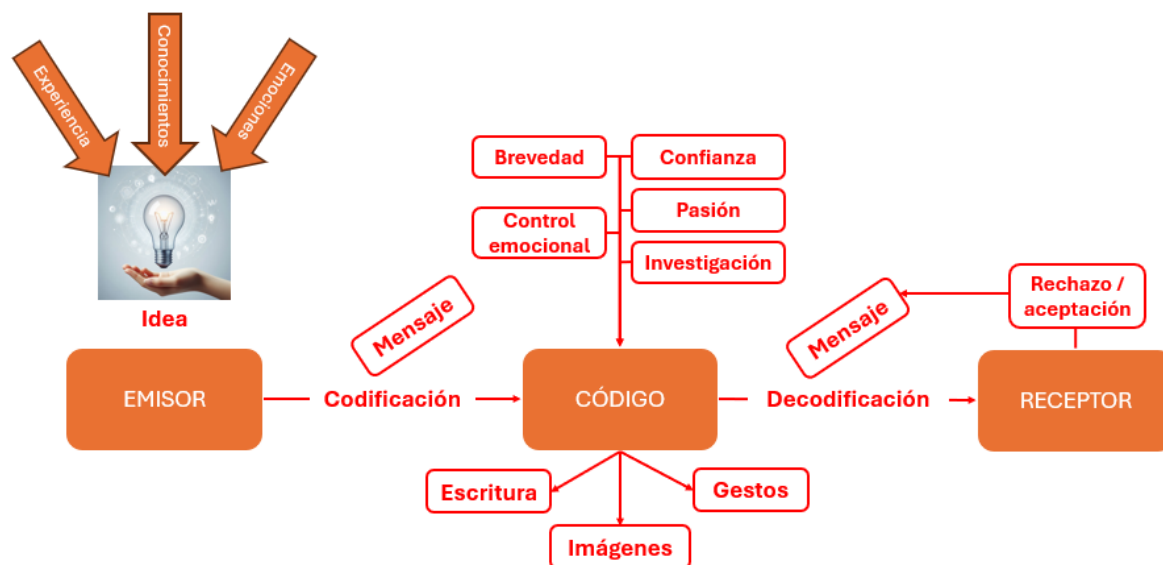 Experiencia
Conocimientos
Emociones
Idea
Brevedad
Confianza
Control
emocional
Pasión
Investigación
Mensaje
Mensaje
Rechazo /
aceptación
EMISOR
Codificación
CÓDIGO
Decodificación
RECEPTOR
Escritura
Gestos
Imágenes